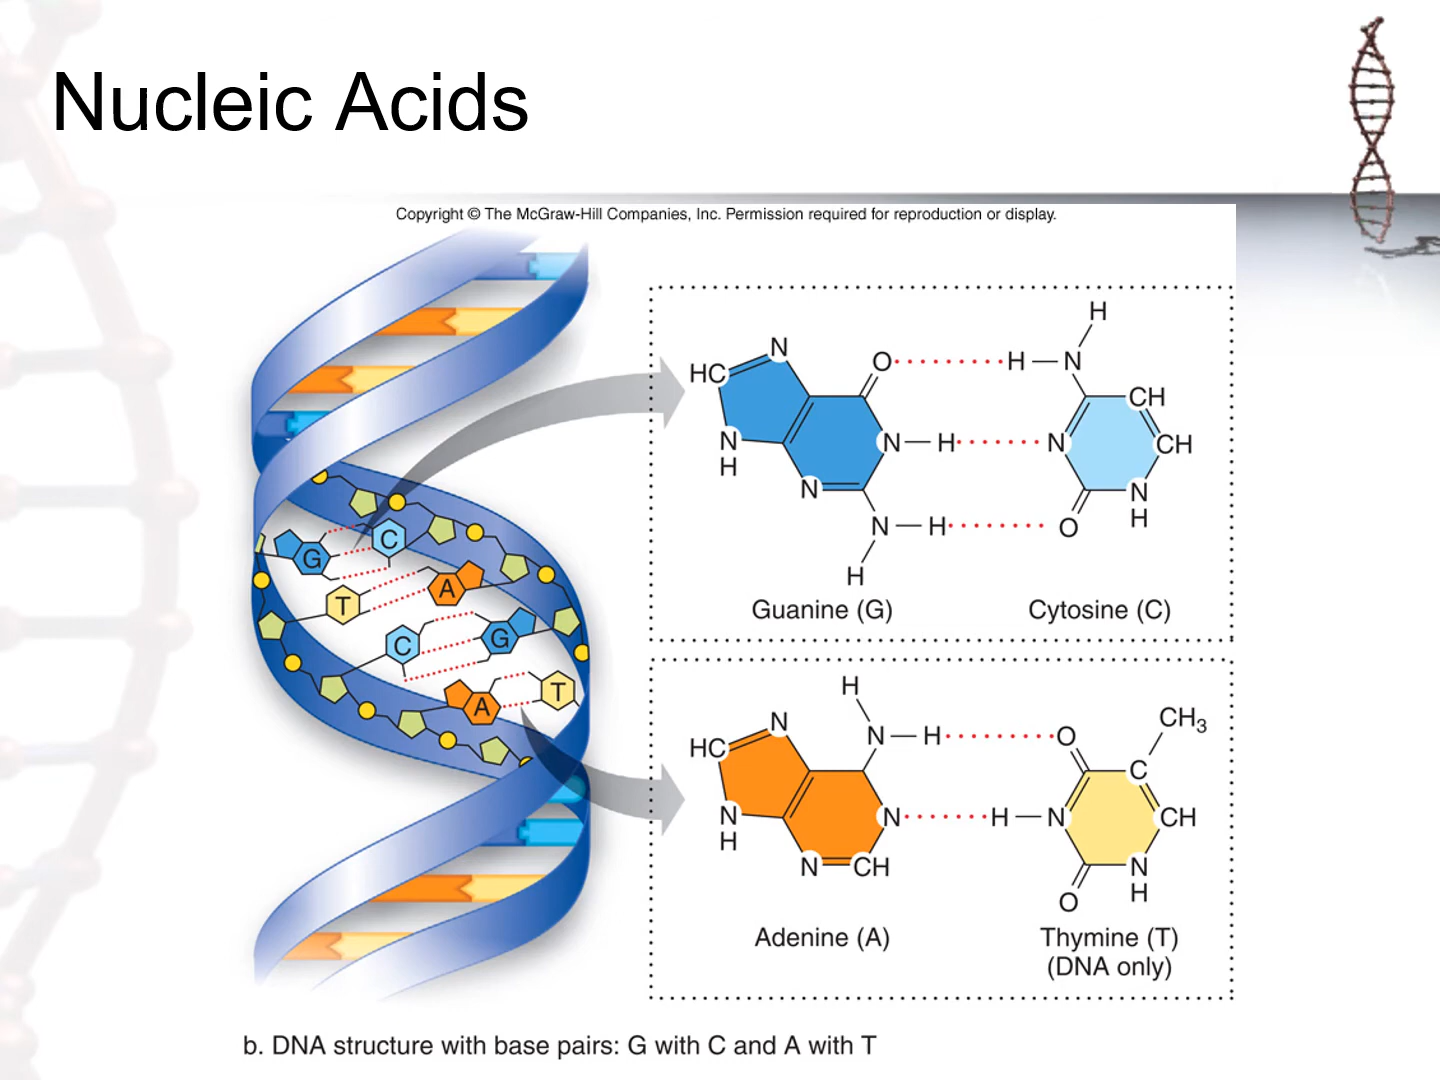 Nucleic Acids
Copyright © The McGraw-Hill Companies, Inc. Permission required for reproduction or display.
H
N
O
H
N
HC
CH
N
H
N
CH
N
H
N
N
H
N
H
O
H
Guanine (G)
Cytosine (C)
G
C
T
A
C
G
A
T
H
N
H
O
CH3
HC
N
C
N
H
N
H
N
CH
N
CH
N
H
O
Adenine (A)
Thymine (T)
(DNA only)
b. DNA structure with base pairs: G with C and A with T